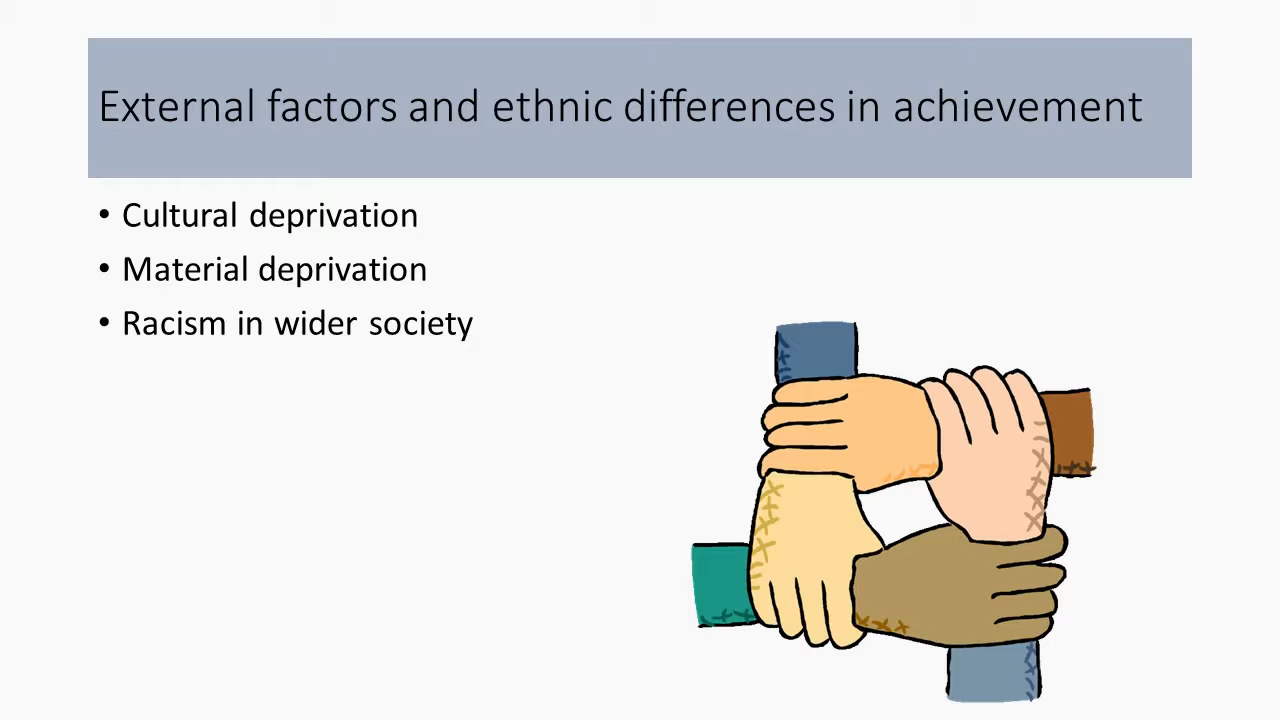 External factors and ethnic differences in achievement
• Cultural deprivation
• Material deprivation
• Racism in wider society